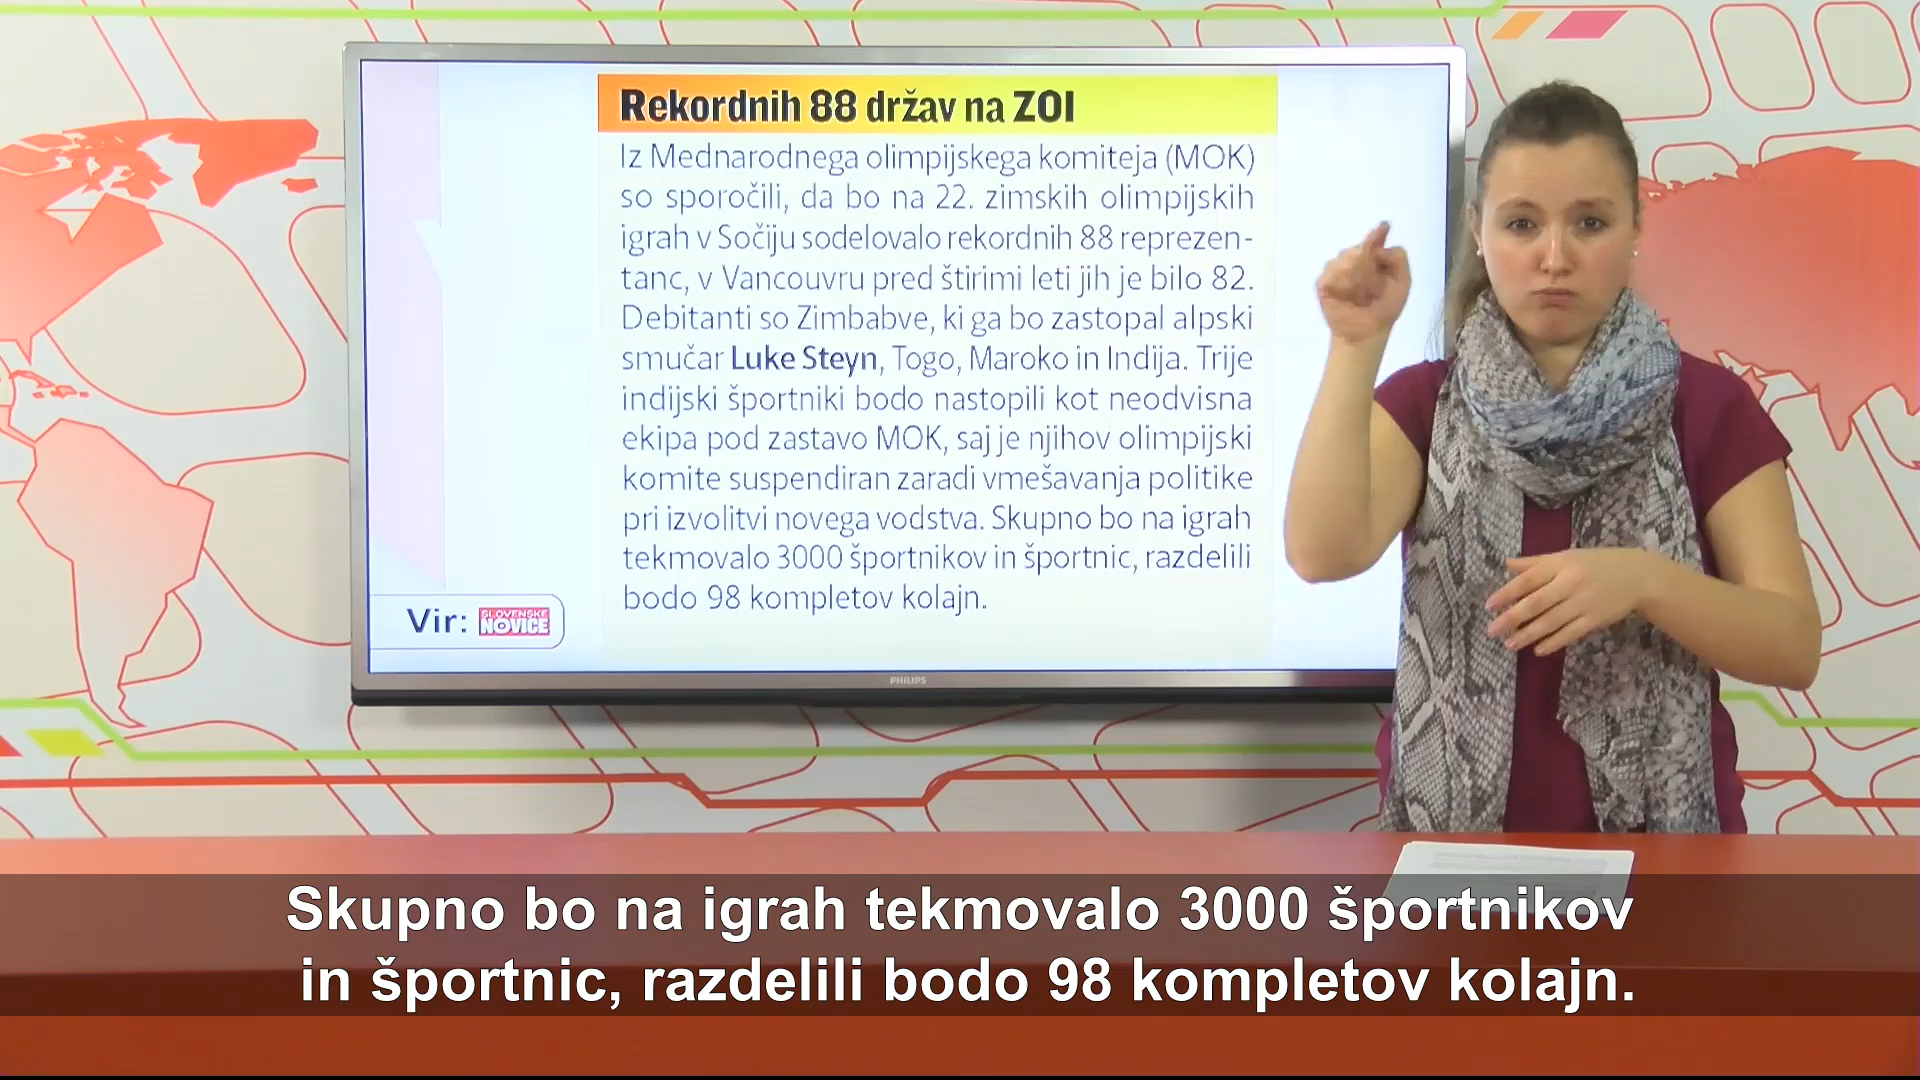 Rekordnih 88 držav na ZOI
Iz Mednarodnega olimpijskega komiteja (MOK)
so sporočili, da bo na 22. zimskih olimpijskih
igrah v Sočiju sodelovalo rekordnih 88 reprezen-
tanc, v Vancouvru pred štirimi leti jih je bilo 82.
Debitanti so Zimbabve, ki ga bo zastopal alpski
smučar Luke Steyn, Togo, Maroko in Indija. Trije
indijski športniki bodo nastopili kot neodvisna
ekipa pod zastavo MOK, saj je njihov olimpijski
komite suspendiran zaradi vmešavanja politike
pri izvolitvi novega vodstva. Skupno bo na igrah
tekmovalo 3000 športnikov in športnic, razdelili
bodo 98 kompletov kolajn.
Vir: SLOVENSKE
NOVICE
PHILIPS
Skupno bo na igrah tekmovalo 3000 športnikov
in športnic, razdelili bodo 98 kompletov kolajn.